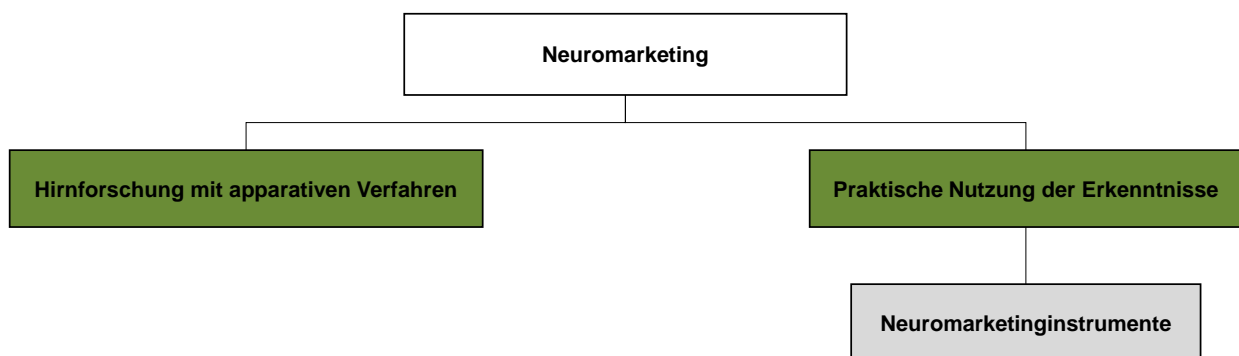 Neuromarketing
Hirnforschung mit apparativen Verfahren
Praktische Nutzung der Erkenntnisse
Neuromarketinginstrumente